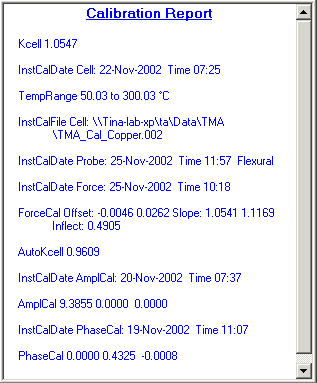 Calibration Report
Kcell 1.0547
InstCalDate Cell: 22-Nov-2002  Time 07:25
TempRange 50.03 to 300.03 °C
InstCalFile Cell: \\Tina-lab-xp\ta\Data\TMA
\TMA_Cal_Copper.002
InstCalDate Probe: 25-Nov-2002  Time 11:57  Flexural
InstCalDate Force: 25-Nov-2002  Time 10:18
ForceCal Offset: -0.0046 0.0262 Slope: 1.0541 1.1169
Inflect: 0.4905
AutoKcell 0.9609
InstCalDate AmplCal: 20-Nov-2002  Time 07:37
AmplCal 9.3855 0.0000  0.0000
InstCalDate PhaseCal: 19-Nov-2002  Time 11:07
PhaseCal 0.0000 0.4325  -0.0008